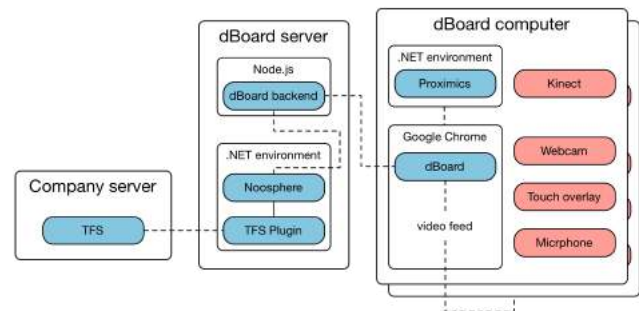 dBoard server
Node.js
dBoard backend
.NET environment
Noosphere
TFS Plugin
Company server
TFS
dBoard computer
.NET environment
Proximics
Google Chrome
dBoard
video feed
Kinect
Webcam
Touch overlay
Micrphone